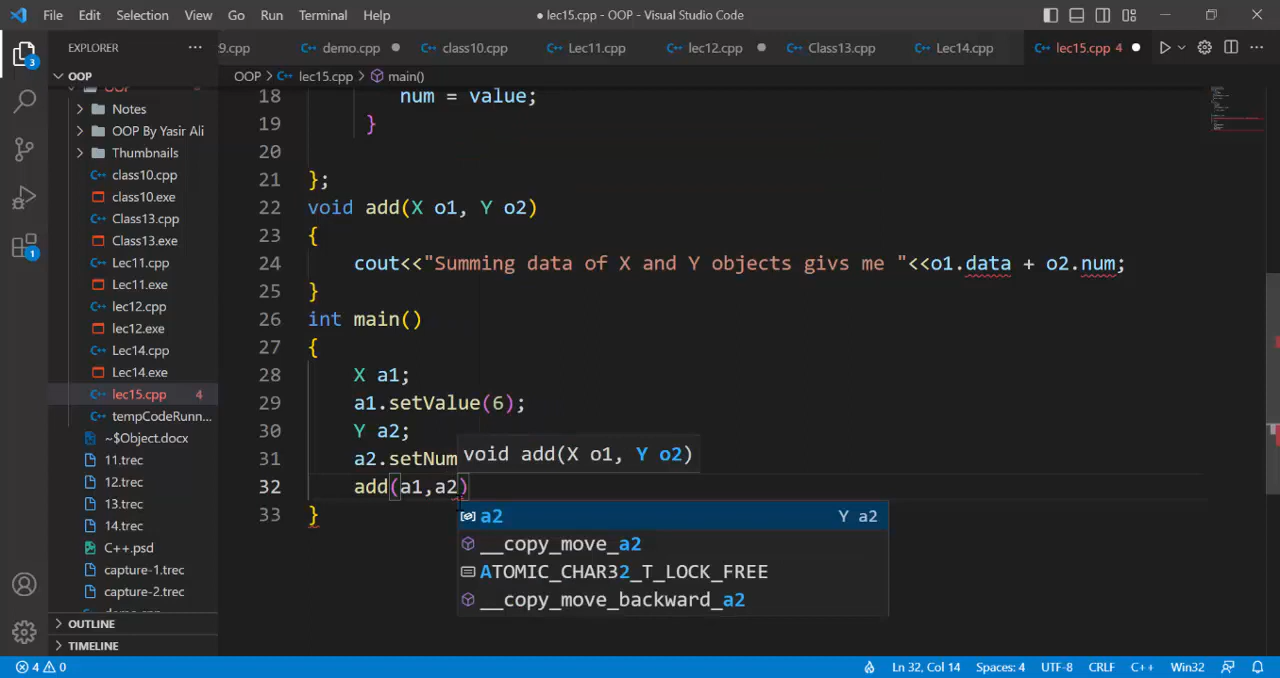 File Edit Selection View Go Run Terminal Help
● lec15.cpp - OOP - Visual Studio Code
EXPLORER
9.cpp demo.cpp class10.cpp Lec11.cpp lec12.cpp Class13.cpp Lec14.cpp lec15.cpp 4
OOP > lec15.cpp > main()
OOP
OOP
Notes
OOP By Yasir Ali
Thumbnails
class10.cpp
class10.exe
Class13.cpp
Class13.exe
Lec11.cpp
Lec11.exe
lec12.cpp
lec12.exe
Lec14.cpp
Lec14.exe
lec15.cpp 4
tempCodeRunn...
~$Object.docx
11.trec
12.trec
13.trec
14.trec
C++.psd
capture-1.trec
capture-2.trec
demo.cpp
OUTLINE
TIMELINE
3
1
18 num = value;
19 }
20
21 };
22 void add(X o1, Y o2)
23 {
24 cout<<"Summing data of X and Y objects givs me "<<o1.data + o2.num;
25 }
26 int main()
27 {
28 X a1;
29 a1.setValue(6);
30 Y a2;
31 a2.setNum
32 add(a1,a2)
33 }
void add(X o1, Y o2)
a2 Y a2
__copy_move_a2
ATOMIC_CHAR32_T_LOCK_FREE
__copy_move_backward_a2
4 0 Ln 32, Col 14 Spaces: 4 UTF-8 CRLF C++ Win32